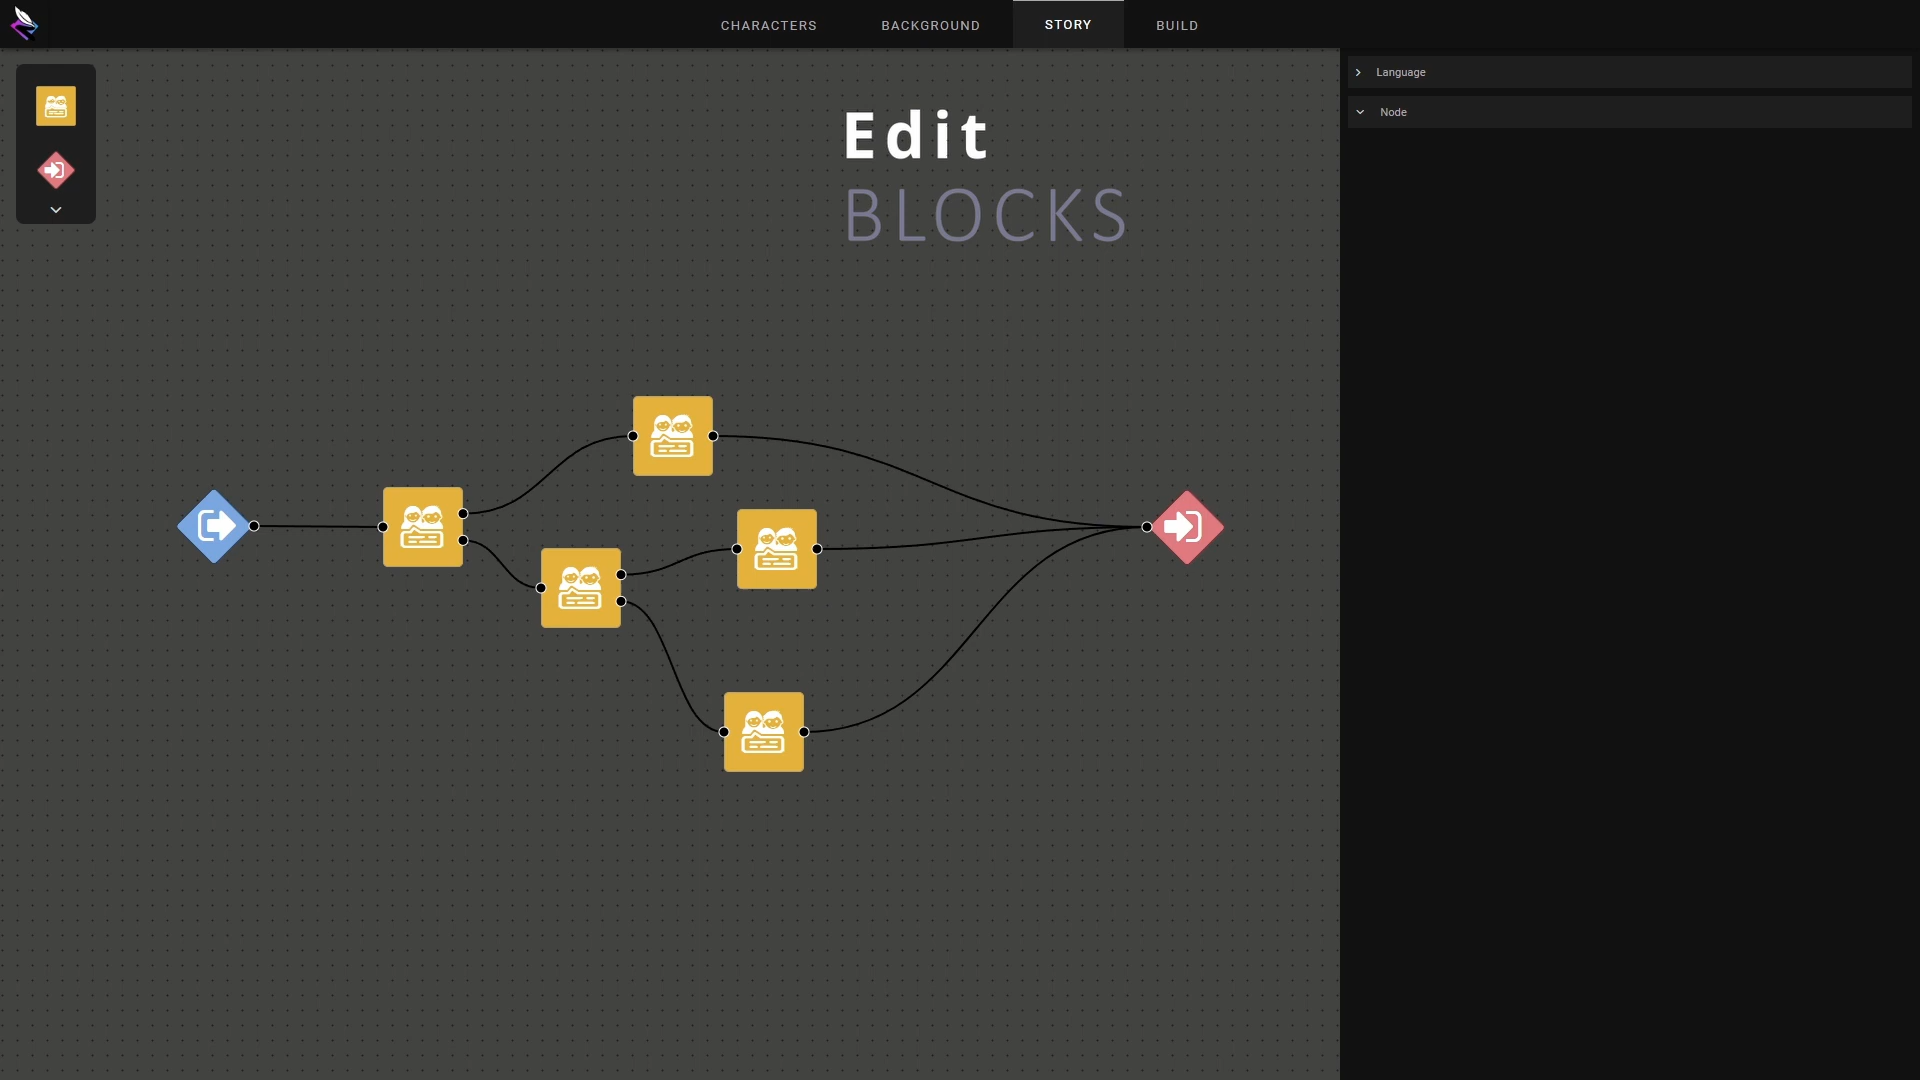 CHARACTERS
BACKGROUND
STORY
BUILD
Language
Node
Edit
BLOCKS